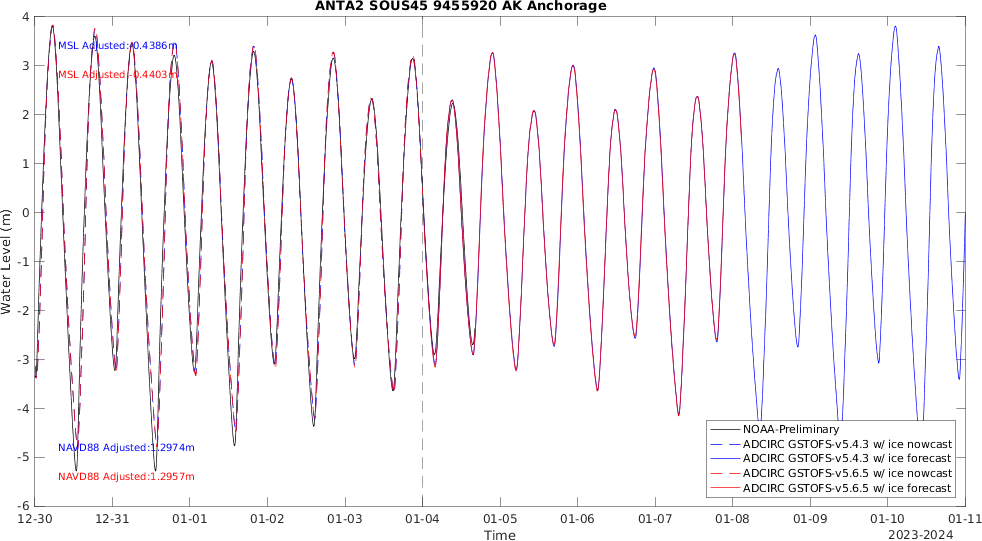 ANTA2 SOUS45 9455920 AK Anchorage
4
3
2
1
0
-1
-2
-3
-4
-5
-6
Water Level (m)
MSL Adjusted:-0.4386m
MSL Adjusted:-0.4403m
NAVD88 Adjusted:1.2974m
NAVD88 Adjusted:1.2957m
NOAA-Preliminary
ADCIRC GSTOFS-v5.4.3 w/ ice nowcast
ADCIRC GSTOFS-v5.4.3 w/ ice forecast
ADCIRC GSTOFS-v5.6.5 w/ ice nowcast
ADCIRC GSTOFS-v5.6.5 w/ ice forecast
12-30 12-31 01-01 01-02 01-03 01-04 01-05 01-06 01-07 01-08 01-09 01-10 01-11
Time
2023-2024